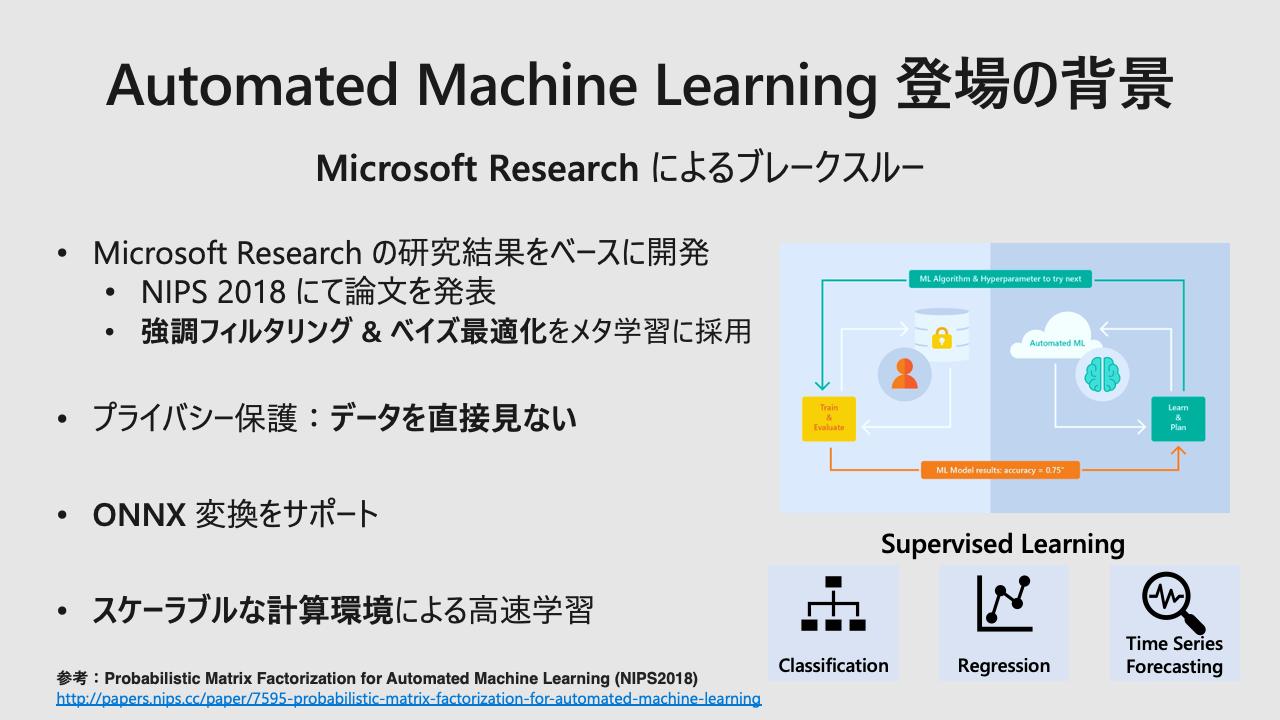 Automated Machine Learning 登場の背景
Microsoft Research によるブレークスルー
• Microsoft Research の研究結果をベースに開発
• NIPS 2018 にて論文を発表
• 強調フィルタリング & ベイズ最適化をメタ学習に採用
• プライバシー保護：データを直接見ない
• ONNX 変換をサポート
• スケーラブルな計算環境による高速学習
参考：Probabilistic Matrix Factorization for Automated Machine Learning (NIPS2018)
http://papers.nips.cc/paper/7595-probabilistic-matrix-factorization-for-automated-machine-learning
ML Algorithm & Hyperparameter to try next
Automated ML
Train
&
Evaluate
Learn
&
Plan
ML Model results: accuracy = 0.75"
Supervised Learning
Classification
Regression
Time Series
Forecasting